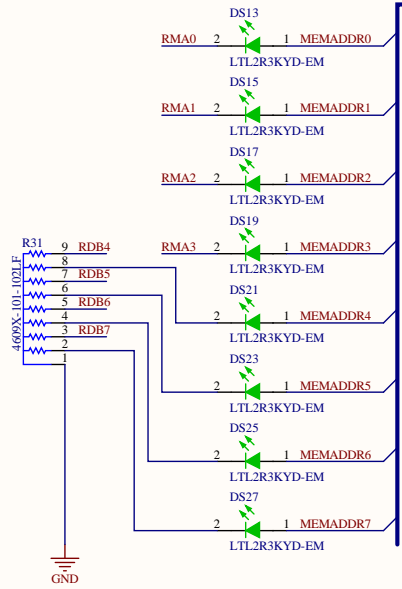 DS13
RMA0 2 1 MEMADDR0
LTL2R3KYD-EM
DS15
RMA1 2 1 MEMADDR1
LTL2R3KYD-EM
DS17
RMA2 2 1 MEMADDR2
LTL2R3KYD-EM
DS19
RMA3 2 1 MEMADDR3
LTL2R3KYD-EM
R31
4609X-101-102LF
9 RDB4
8
7 RDB5
6
5 RDB6
4
3 RDB7
2
1
DS21
2 1 MEMADDR4
LTL2R3KYD-EM
DS23
2 1 MEMADDR5
LTL2R3KYD-EM
DS25
2 1 MEMADDR6
LTL2R3KYD-EM
DS27
2 1 MEMADDR7
LTL2R3KYD-EM
GND